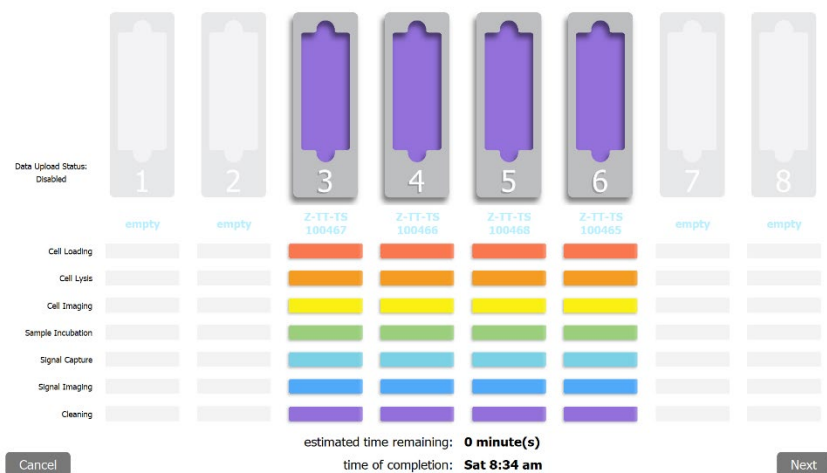 Data Upload Status:
Disabled
1 2 3 4 5 6 7 8
empty empty Z-TT-TS Z-TT-TS Z-TT-TS Z-TT-TS empty empty
100467 100466 100468 100465
Cell Loading
Cell Lysis
Cell Imaging
Sample Incubation
Signal Capture
Signal Imaging
Cleaning
estimated time remaining: 0 minute(s)
Cancel time of completion: Sat 8:34 am Next